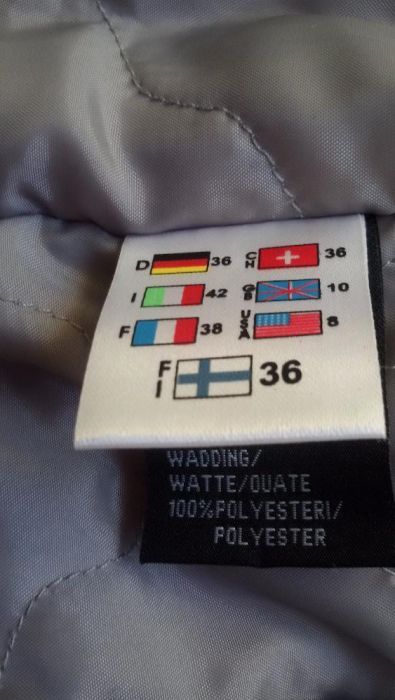 D 36 CH 36
I 42 GB 10
F 38 USA 8
FI 36
WADDING/
WATTE/OUATE
100%POLYESTERI/
POLYESTER